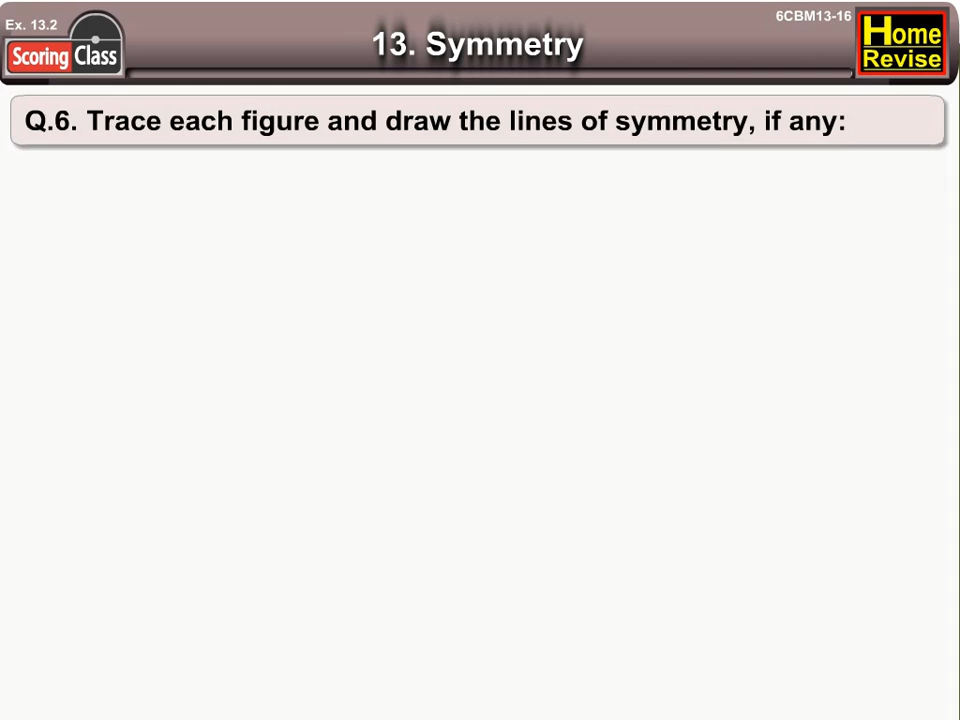 Ex. 13.2
Scoring Class
13. Symmetry
6CBM13-16
Home
Revise
Q.6. Trace each figure and draw the lines of symmetry, if any: